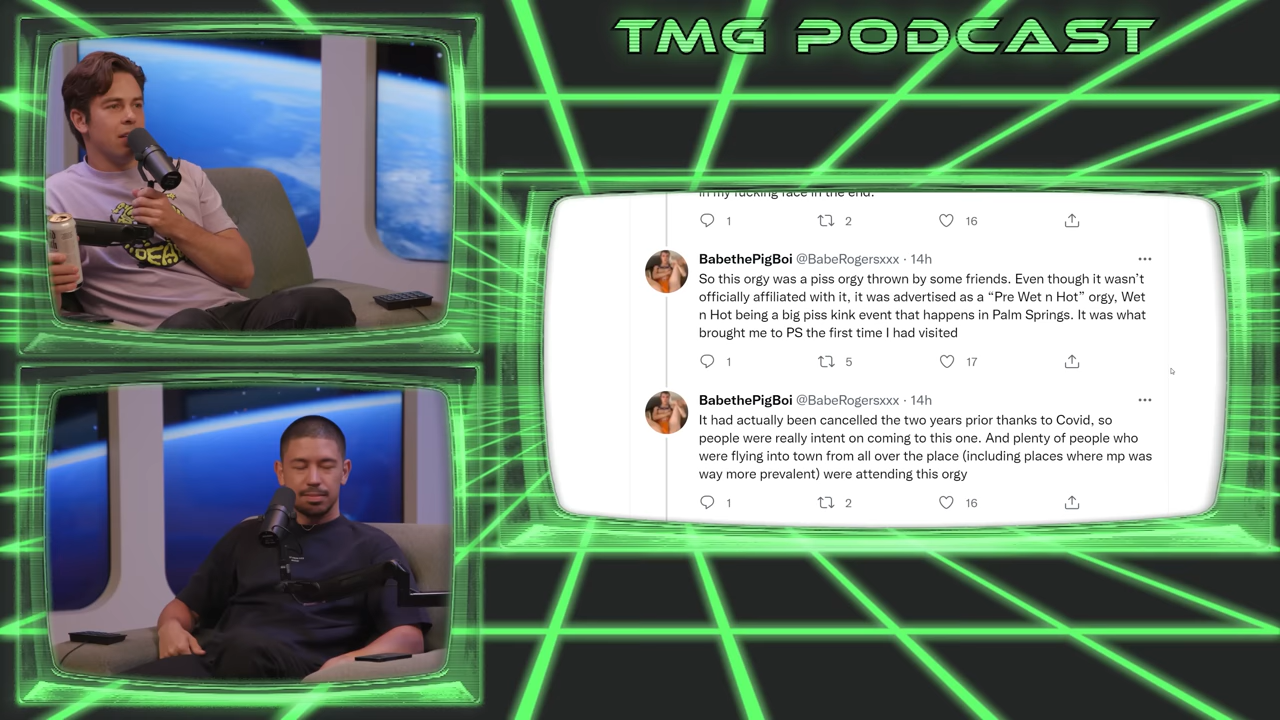 TMG PODCAST
in my fucking face in the end.
1 2 16
BabethePigBoi @BabeRogersxxx · 14h
So this orgy was a piss orgy thrown by some friends. Even though it wasn’t
officially affiliated with it, it was advertised as a “Pre Wet n Hot” orgy, Wet
n Hot being a big piss kink event that happens in Palm Springs. It was what
brought me to PS the first time I had visited
1 5 17
BabethePigBoi @BabeRogersxxx · 14h
It had actually been cancelled the two years prior thanks to Covid, so
people were really intent on coming to this one. And plenty of people who
were flying into town from all over the place (including places where mp was
way more prevalent) were attending this orgy
1 2 16